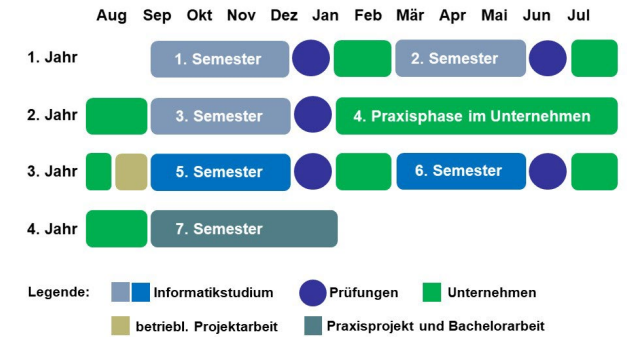 Aug Sep Okt Nov Dez Jan Feb Mär Apr Mai Jun Jul
1. Jahr 1. Semester 2. Semester
2. Jahr 3. Semester 4. Praxisphase im Unternehmen
3. Jahr 5. Semester 6. Semester
4. Jahr 7. Semester
Legende: Informatikstudium Prüfungen Unternehmen
betriebl. Projektarbeit Praxisprojekt und Bachelorarbeit